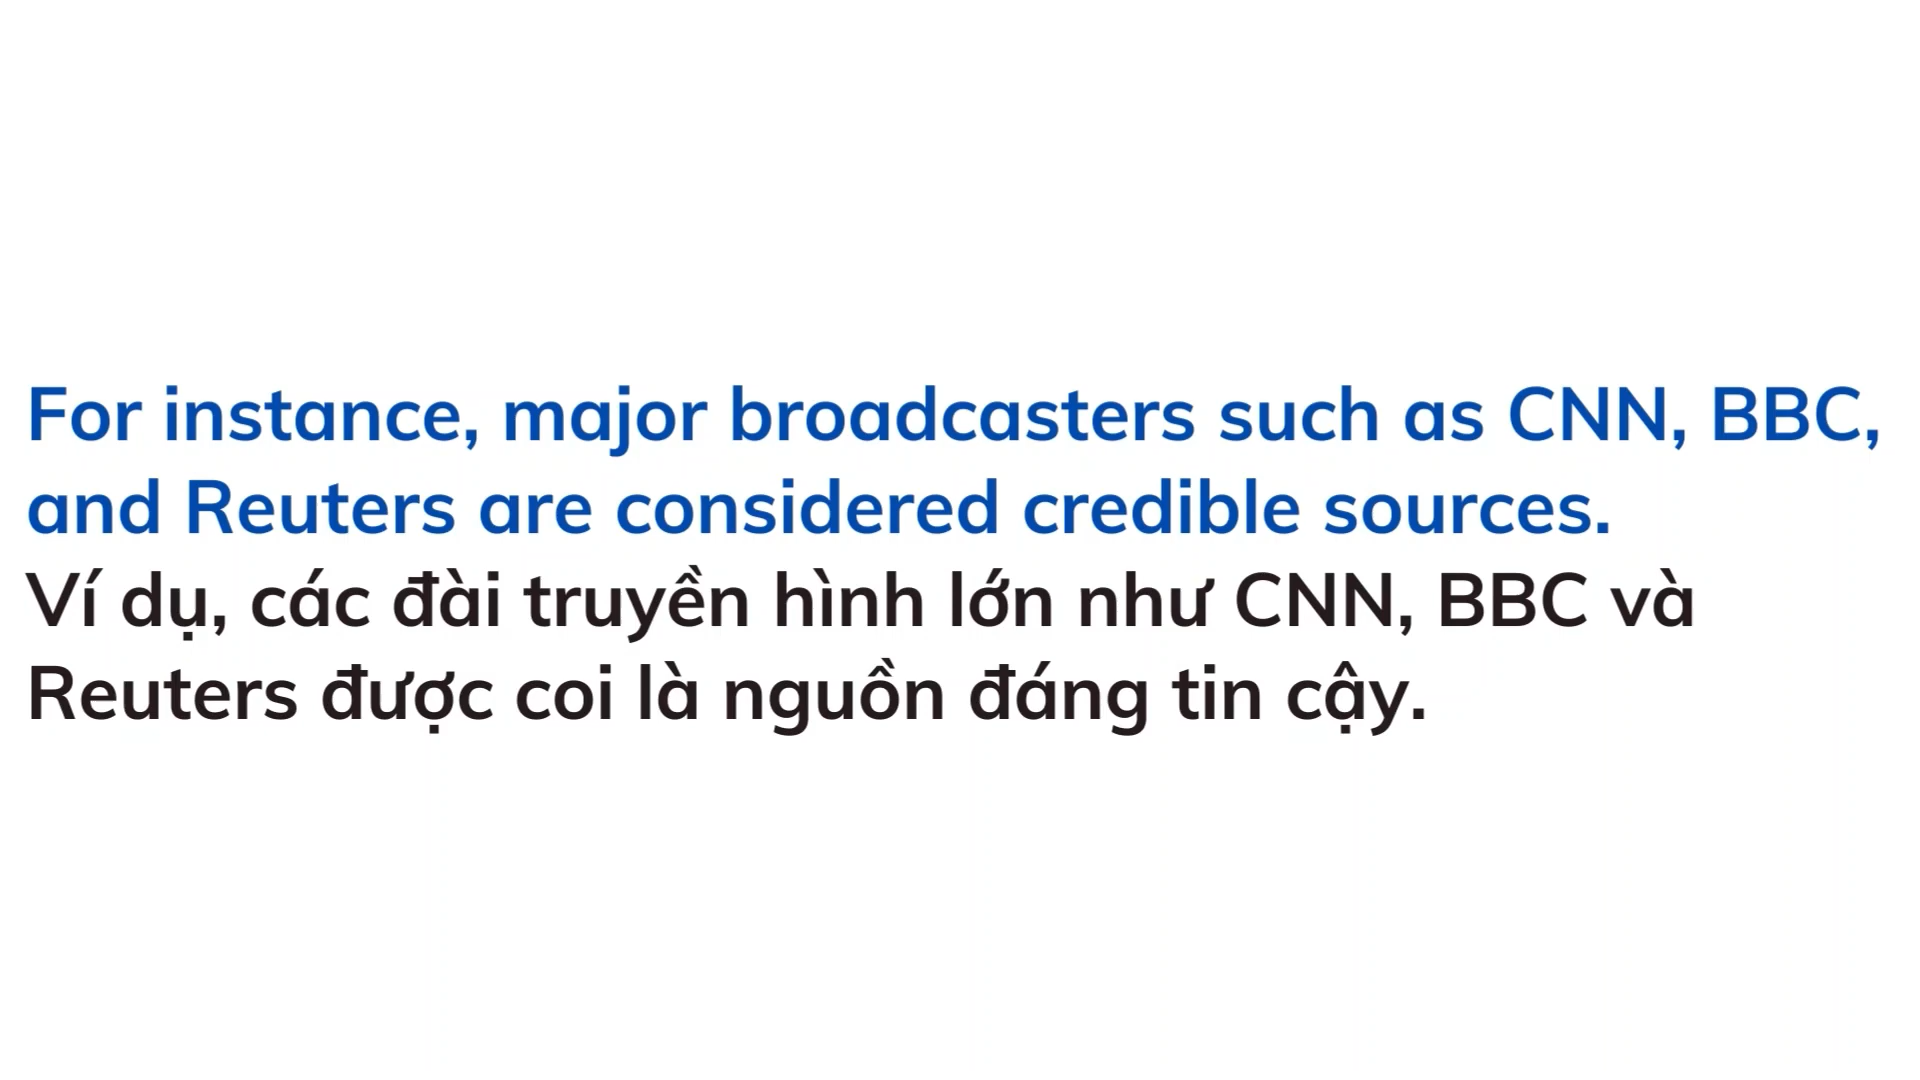 For instance, major broadcasters such as CNN, BBC,
and Reuters are considered credible sources.
Ví dụ, các đài truyền hình lớn như CNN, BBC và
Reuters được coi là nguồn đáng tin cậy.